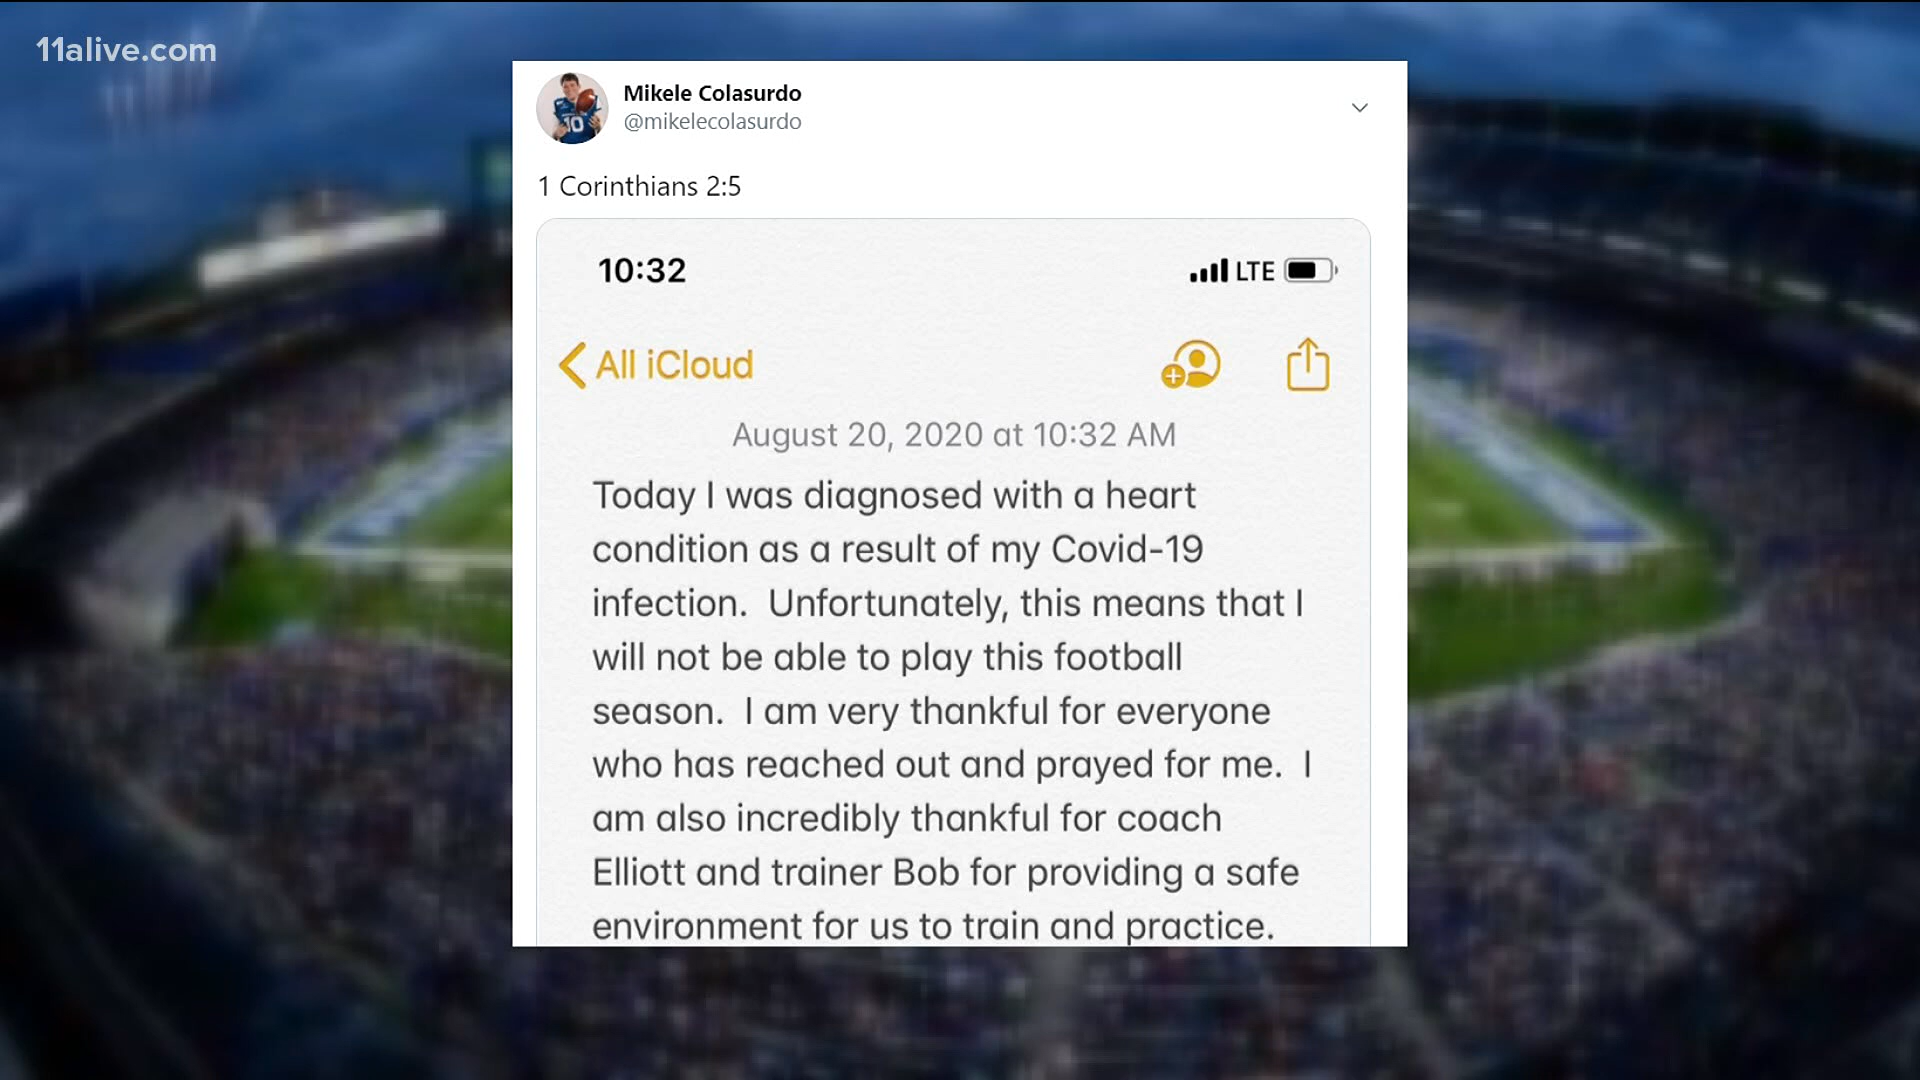 11alive.com
Mikele Colasurdo
@mikelecolasurdo
1 Corinthians 2:5
10:32
LTE
All iCloud
August 20, 2020 at 10:32 AM
Today I was diagnosed with a heart
condition as a result of my Covid-19
infection.  Unfortunately, this means that I
will not be able to play this football
season.  I am very thankful for everyone
who has reached out and prayed for me.  I
am also incredibly thankful for coach
Elliott and trainer Bob for providing a safe
environment for us to train and practice.
10